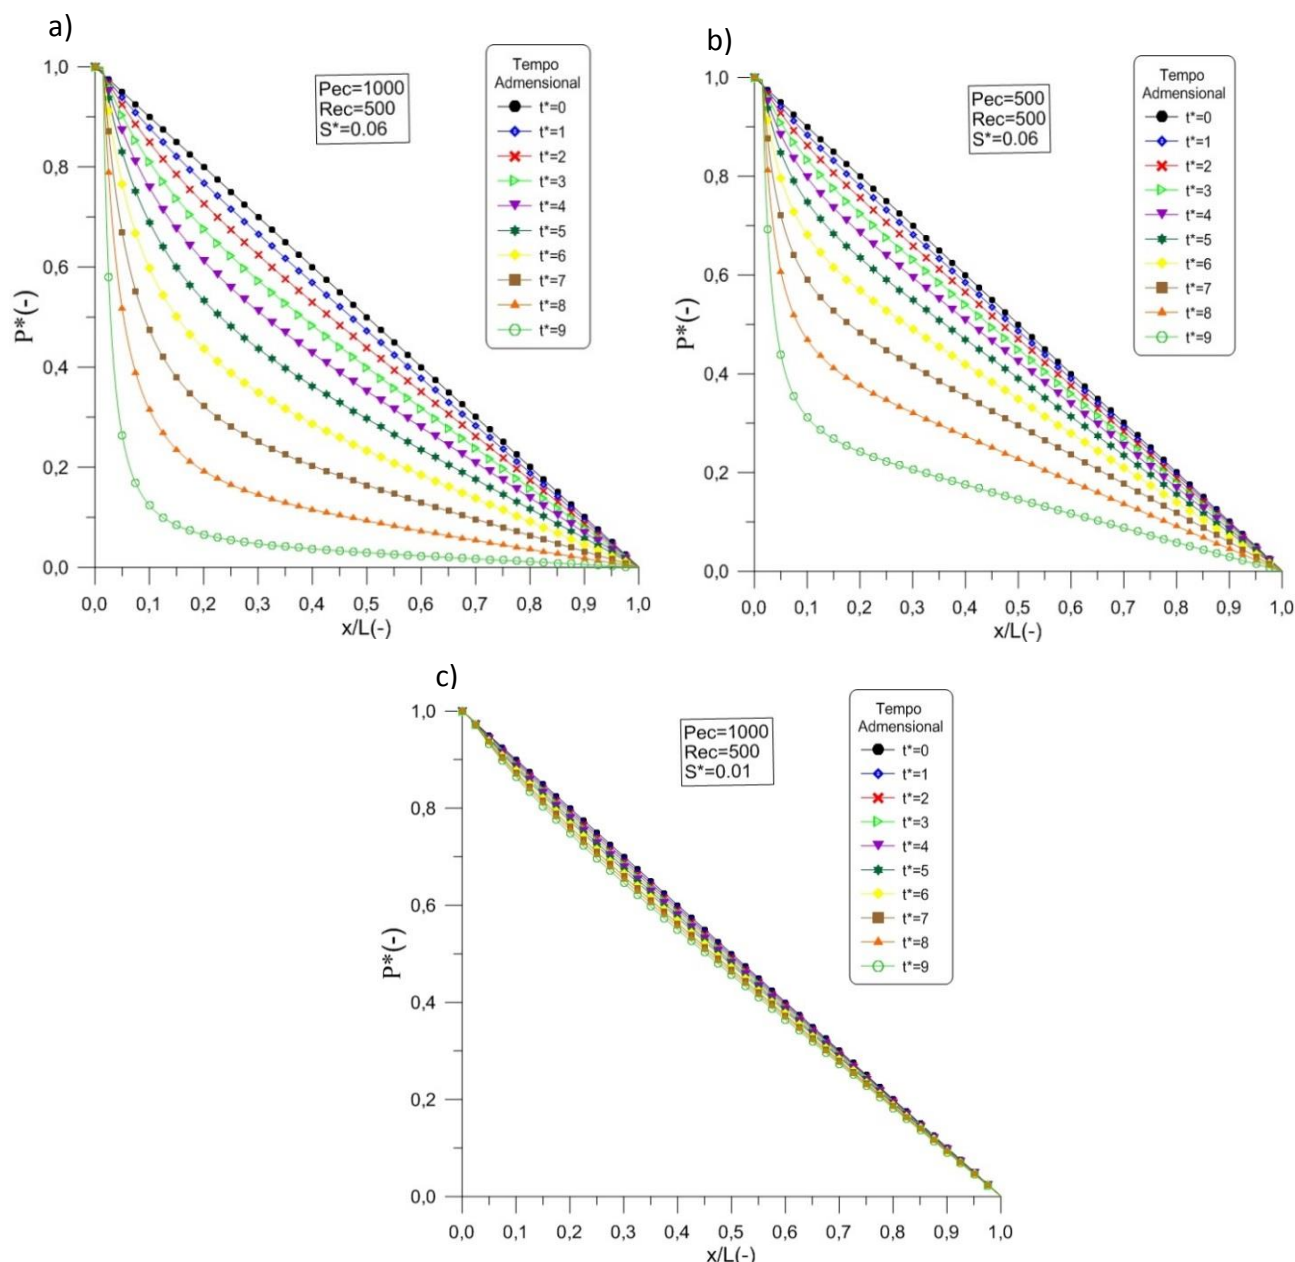 a)
Pec=1000
Rec=500
S*=0.06
Tempo
Admensional
t*=0
t*=1
t*=2
t*=3
t*=4
t*=5
t*=6
t*=7
t*=8
t*=9
1,0
0,8
0,6
0,4
0,2
0,0
P*(-)
0,0 0,1 0,2 0,3 0,4 0,5 0,6 0,7 0,8 0,9 1,0
x/L(-)
b)
Pec=500
Rec=500
S*=0.06
Tempo
Admensional
t*=0
t*=1
t*=2
t*=3
t*=4
t*=5
t*=6
t*=7
t*=8
t*=9
1,0
0,8
0,6
0,4
0,2
0,0
P*(-)
0,0 0,1 0,2 0,3 0,4 0,5 0,6 0,7 0,8 0,9 1,0
x/L(-)
c)
Pec=1000
Rec=500
S*=0.01
Tempo
Admensional
t*=0
t*=1
t*=2
t*=3
t*=4
t*=5
t*=6
t*=7
t*=8
t*=9
1,0
0,8
0,6
0,4
0,2
0,0
P*(-)
0,0 0,1 0,2 0,3 0,4 0,5 0,6 0,7 0,8 0,9 1,0
x/L(-)